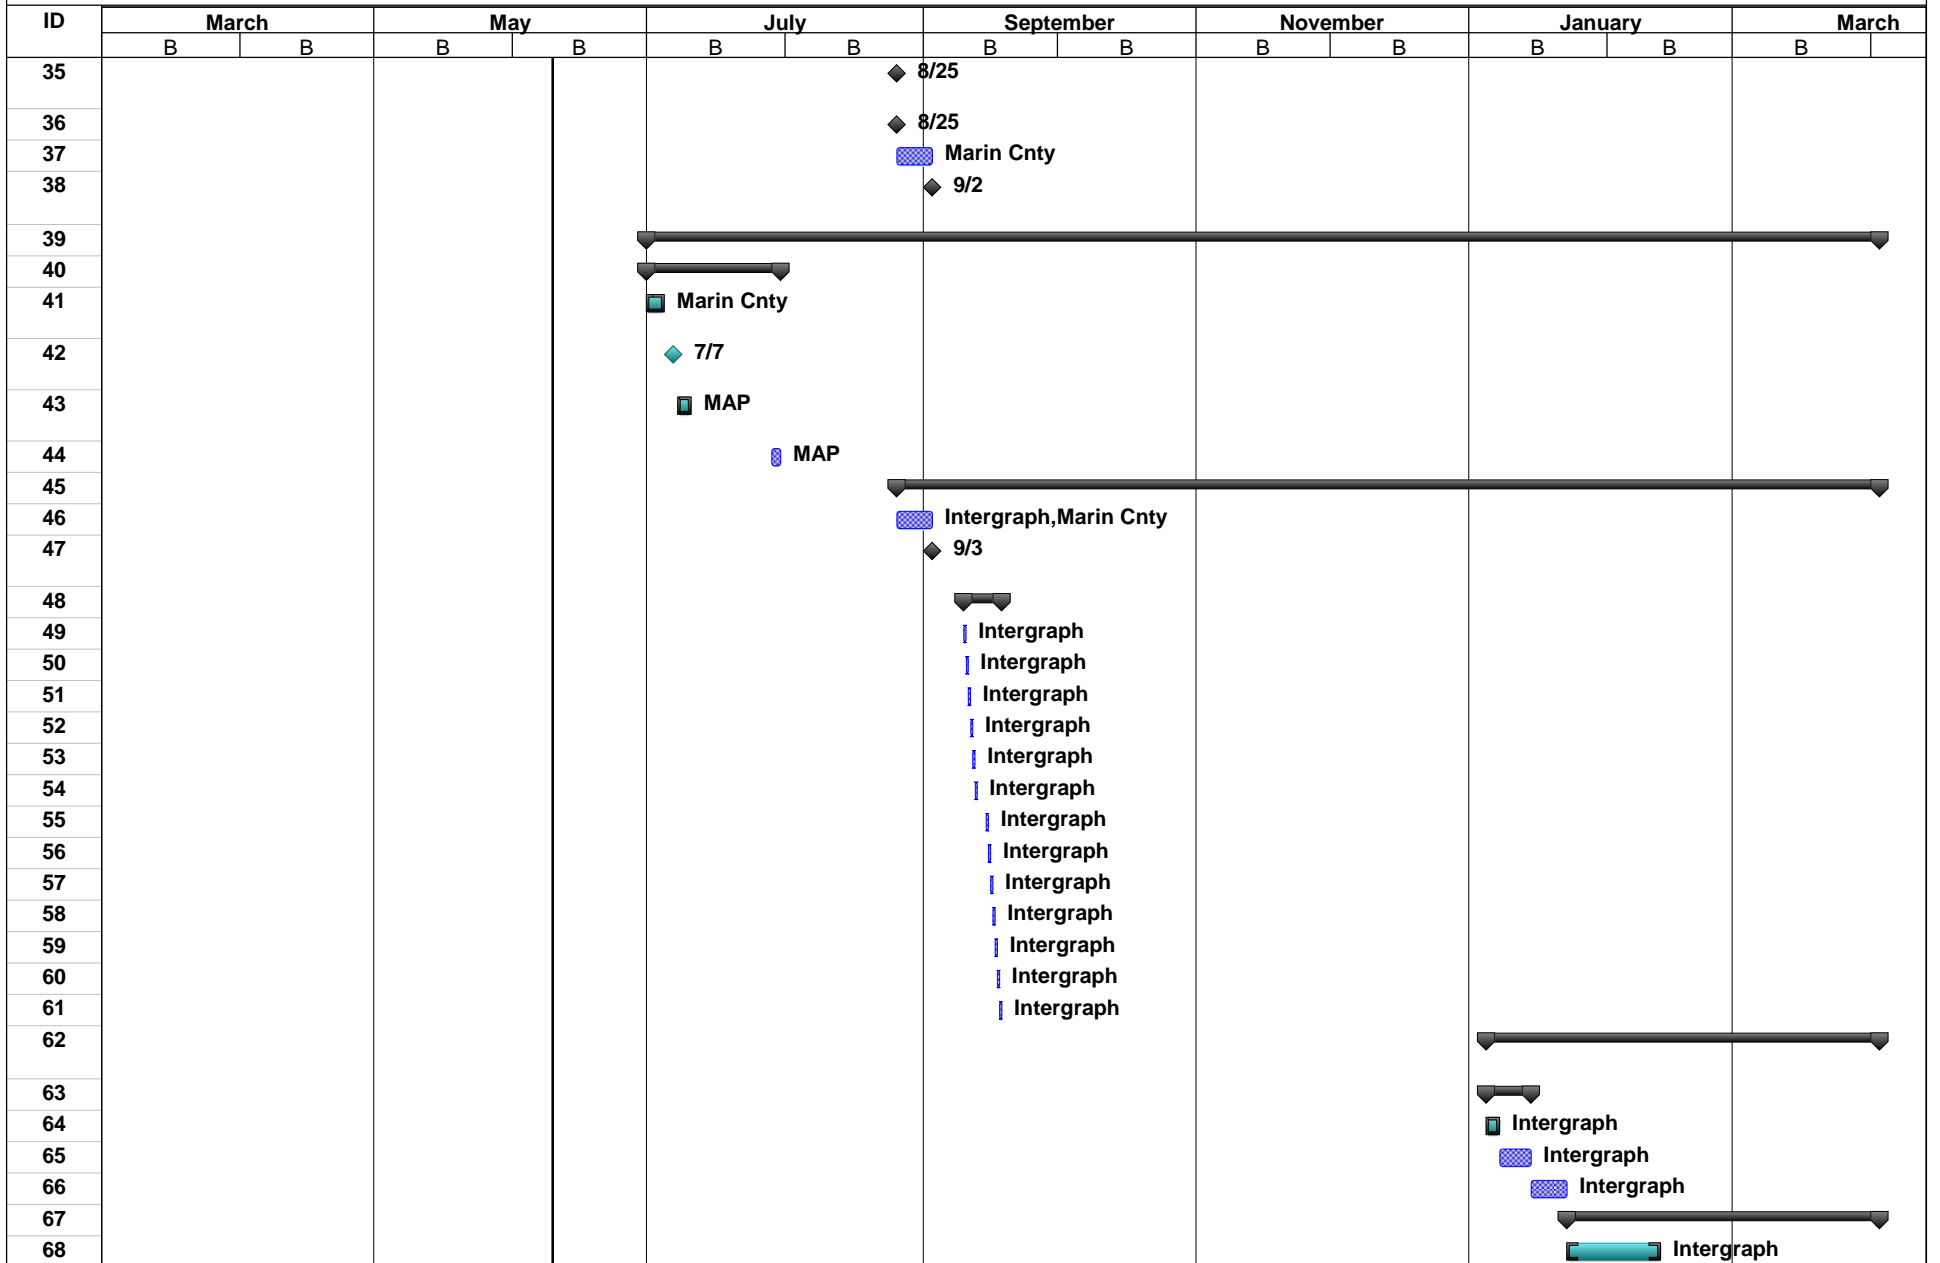 ID March May July September November January March
B B B B B B B B B B B B B
35 8/25
36 8/25
37 Marin Cnty
38 9/2
39
40
41 Marin Cnty
42 7/7
43 MAP
44 MAP
45
46 Intergraph,Marin Cnty
47 9/3
48
49 Intergraph
50 Intergraph
51 Intergraph
52 Intergraph
53 Intergraph
54 Intergraph
55 Intergraph
56 Intergraph
57 Intergraph
58 Intergraph
59 Intergraph
60 Intergraph
61 Intergraph
62
63
64 Intergraph
65 Intergraph
66 Intergraph
67
68 Intergraph